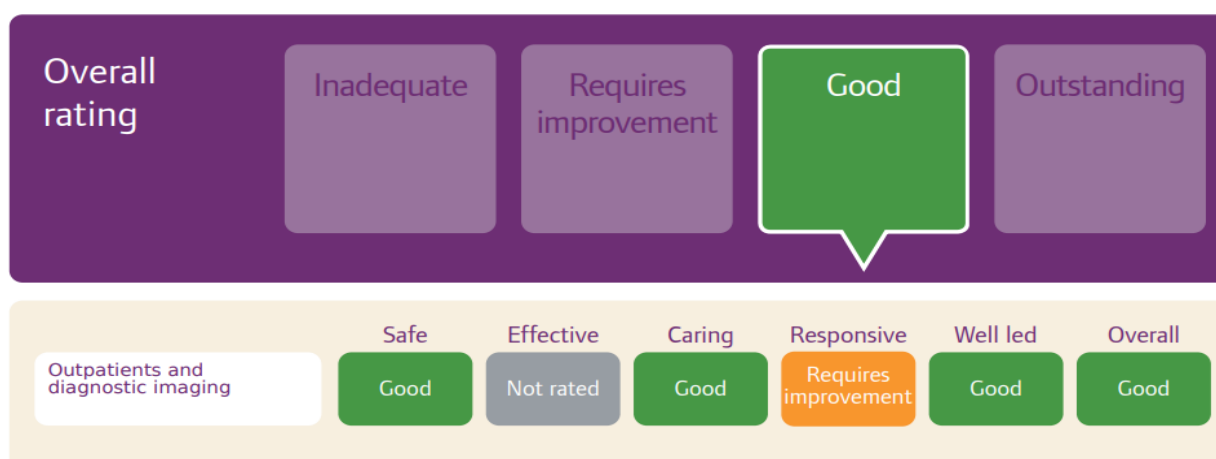 Overall
rating
Inadequate
Requires
improvement
Good
Outstanding
Safe
Effective
Caring
Responsive
Well led
Overall
Outpatients and
diagnostic imaging
Good
Not rated
Good
Requires
improvement
Good
Good